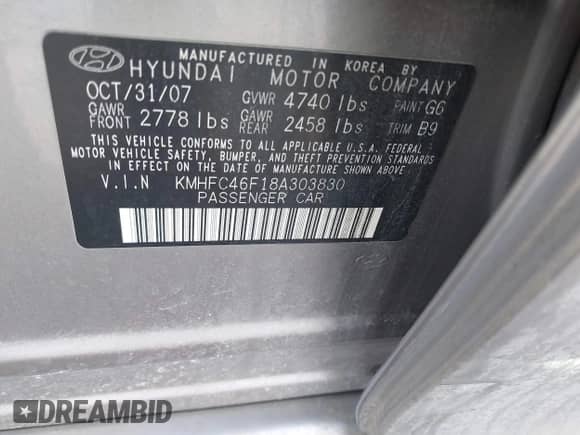 MANUFACTURED IN KOREA BY
HYUNDAI MOTOR COMPANY
OCT/31/07 GVWR 4740 lbs PAINT G6
GAWR FRONT 2778 lbs GAWR REAR 2458 lbs TRIM B9
THIS VEHICLE CONFORMS TO ALL APPLICABLE U.S.A. FEDERAL
MOTOR VEHICLE SAFETY, BUMPER, AND THEFT PREVENTION STANDARDS
IN EFFECT ON THE DATE OF MANUFACTURE SHOWN ABOVE.
V.I.N KMHFC46F18A303830
PASSENGER CAR
DREAMBID